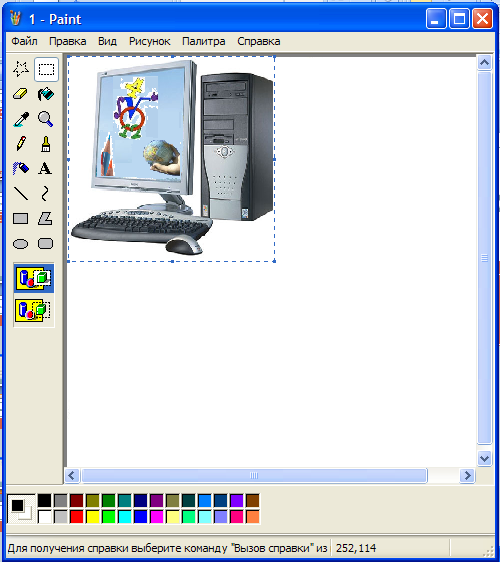 1 - Paint
Файл Правка Вид Рисунок Палитра Справка
A
Для получения справки выберите команду "Вызов справки" из
252,114